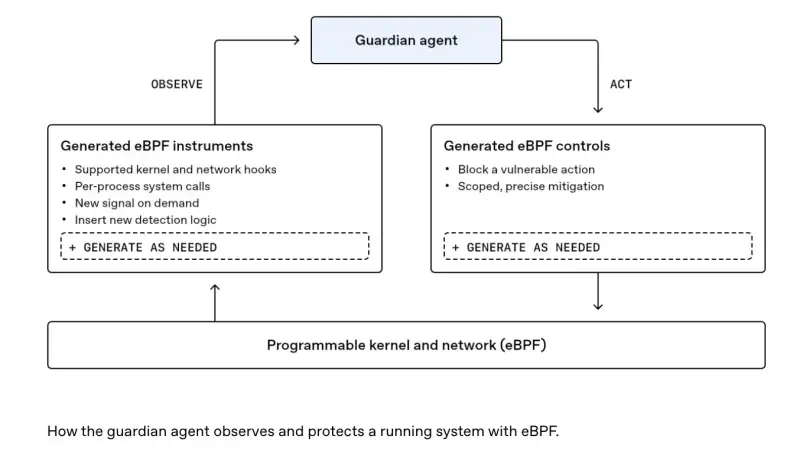 Guardian agent
OBSERVE
ACT
Generated eBPF instruments
• Supported kernel and network hooks
• Per-process system calls
• New signal on demand
• Insert new detection logic
+ GENERATE AS NEEDED
Generated eBPF controls
• Block a vulnerable action
• Scoped, precise mitigation
+ GENERATE AS NEEDED
Programmable kernel and network (eBPF)
How the guardian agent observes and protects a running system with eBPF.